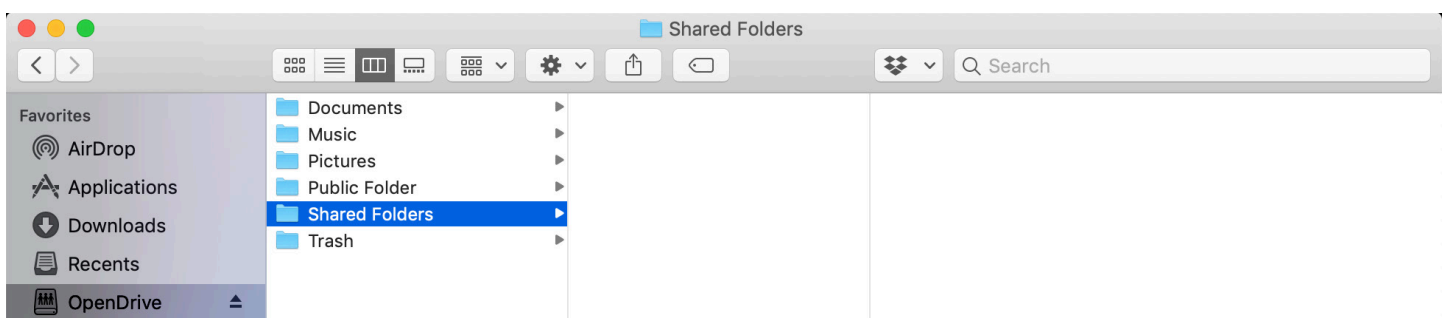 Shared Folders
Search
Favorites
AirDrop
Applications
Downloads
Recents
OpenDrive
Documents
Music
Pictures
Public Folder
Shared Folders
Trash